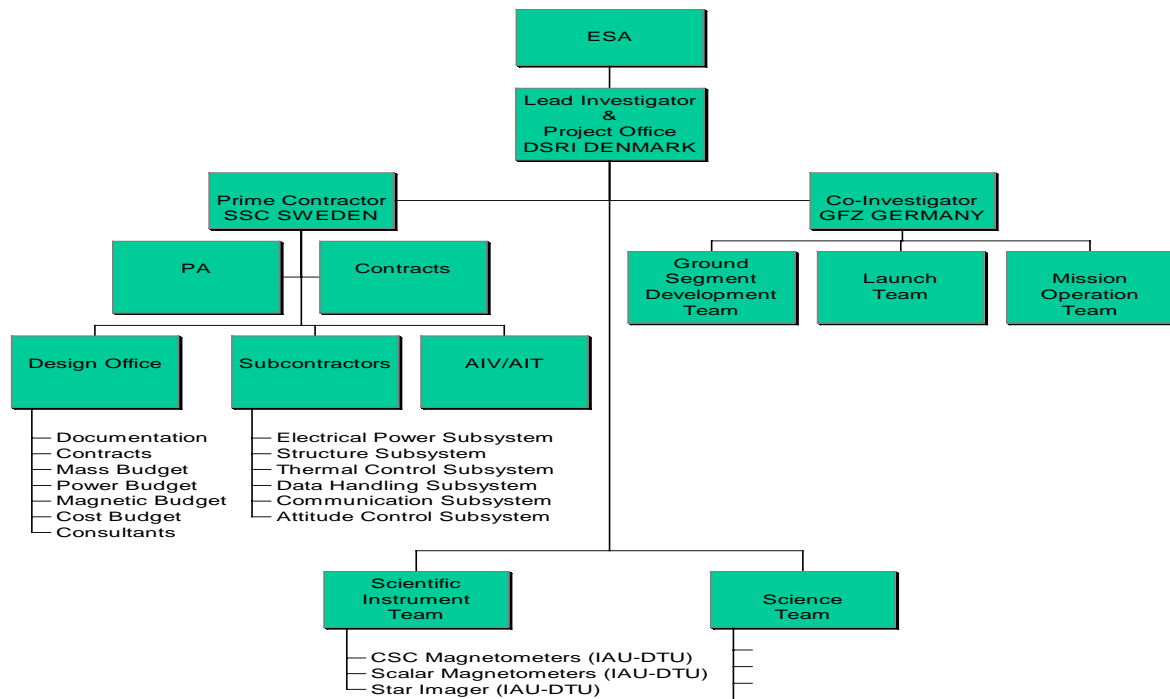 ESA
Lead Investigator
&
Project Office
DSRI DENMARK
Prime Contractor
SSC SWEDEN
Co-Investigator
GFZ GERMANY
PA
Contracts
Ground
Segment
Development
Team
Launch
Team
Mission
Operation
Team
Design Office
Subcontractors
AIV/AIT
Documentation
Contracts
Mass Budget
Power Budget
Magnetic Budget
Cost Budget
Consultants
Electrical Power Subsystem
Structure Subsystem
Thermal Control Subsystem
Data Handling Subsystem
Communication Subsystem
Attitude Control Subsystem
Scientific
Instrument
Team
Science
Team
CSC Magnetometers (IAU-DTU)
Scalar Magnetometers (IAU-DTU)
Star Imager (IAU-DTU)